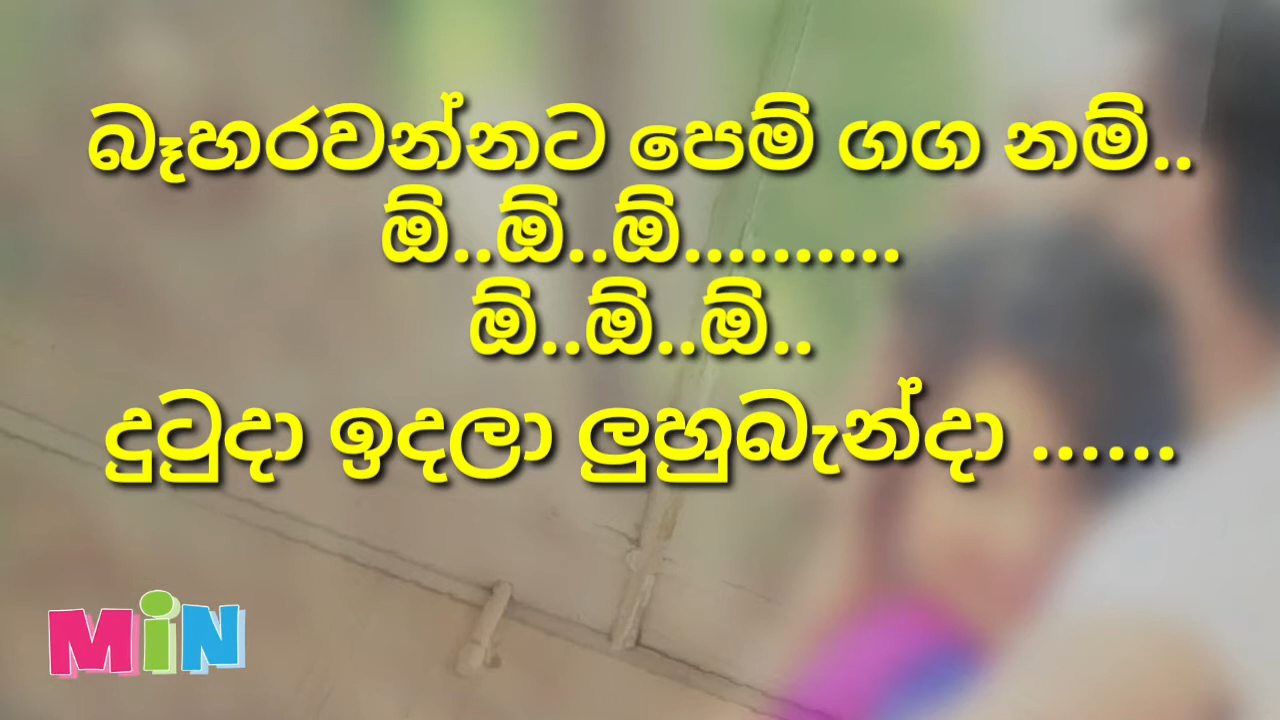 බෑහරවන්නට පෙම් ගග නම්..
ඕ..ඕ..ඕ..........
ඕ..ඕ..ඕ..
දුටුදා ඉදලා ලුහුබැන්දා ......
MiN